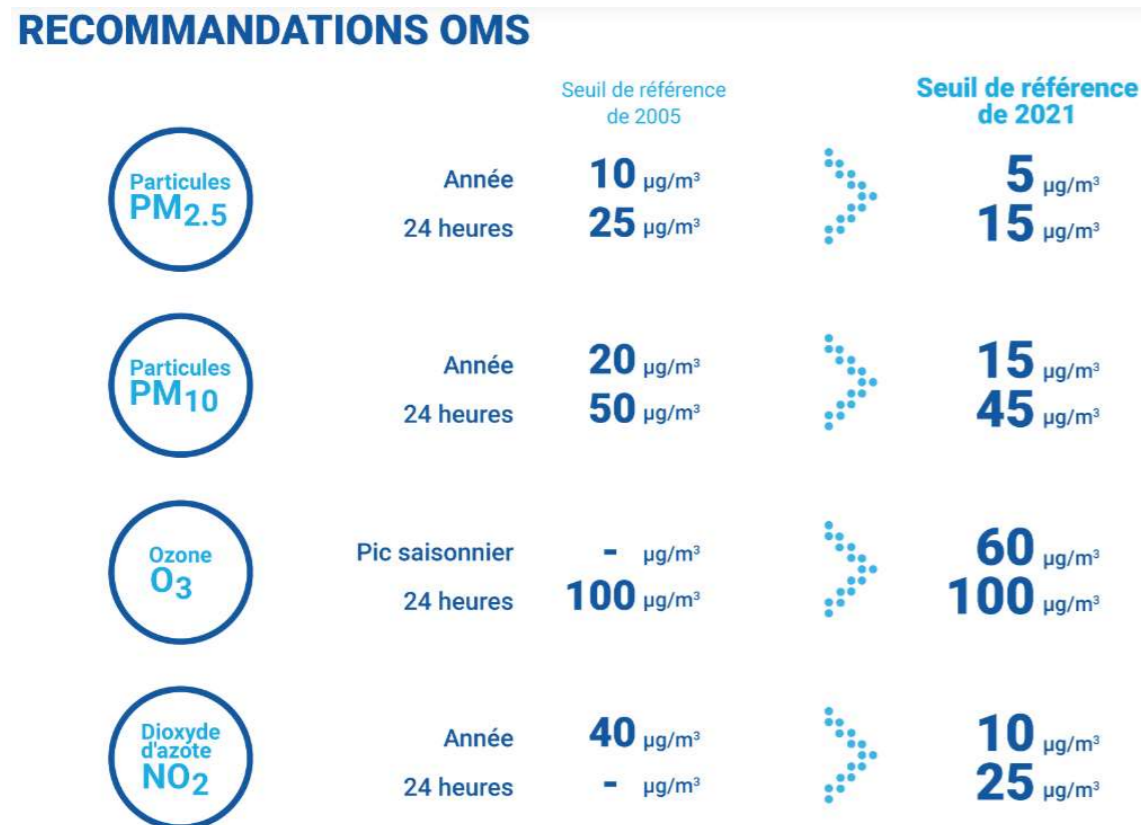 RECOMMANDATIONS OMS
Seuil de référence
de 2005
Seuil de référence
de 2021
Particules
PM2.5
Année 10 µg/m³ 5 µg/m³
24 heures 25 µg/m³ 15 µg/m³
Particules
PM10
Année 20 µg/m³ 15 µg/m³
24 heures 50 µg/m³ 45 µg/m³
Ozone
O3
Pic saisonnier - µg/m³ 60 µg/m³
24 heures 100 µg/m³ 100 µg/m³
Dioxyde
d'azote
NO2
Année 40 µg/m³ 10 µg/m³
24 heures - µg/m³ 25 µg/m³